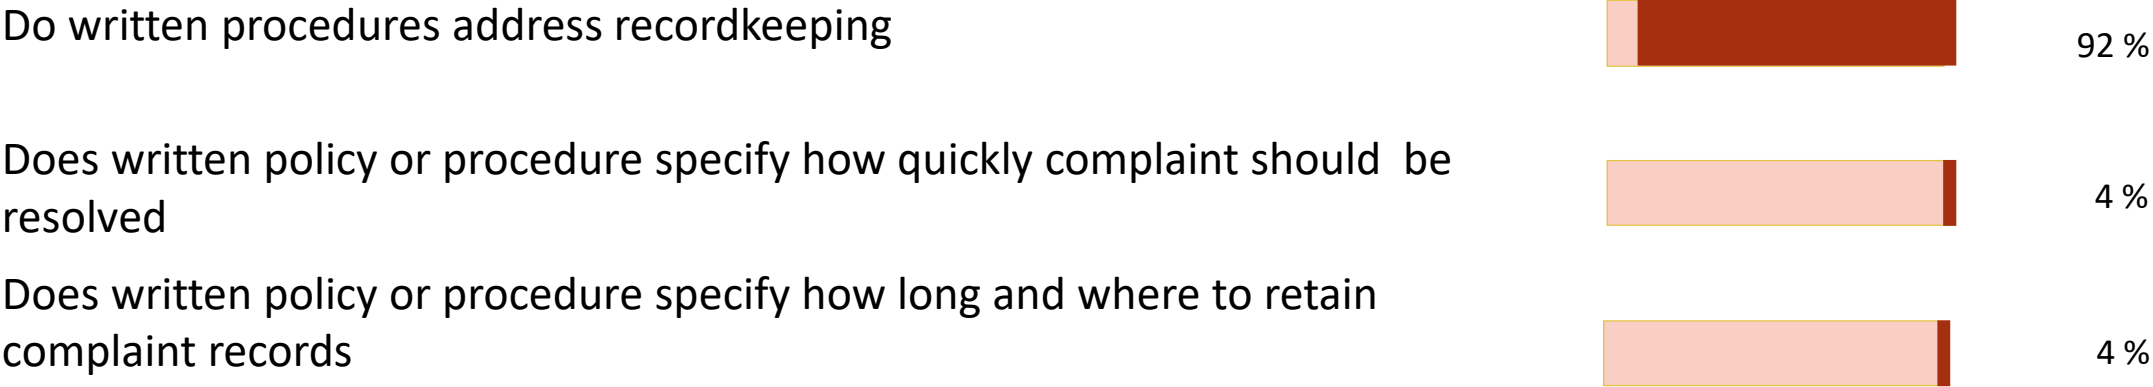 Do written procedures address recordkeeping
92 %
Does written policy or procedure specify how quickly complaint should  be
resolved
4 %
Does written policy or procedure specify how long and where to retain
complaint records
4 %